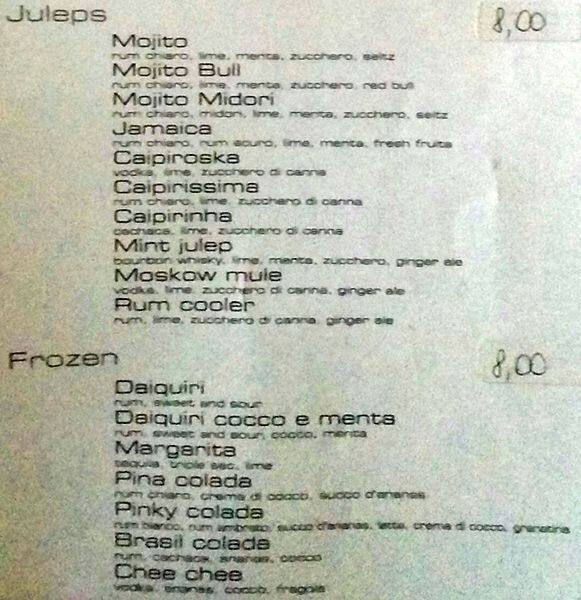 Juleps 8,00
Mojito
rum chiaro, lime, menta, zucchero, seltz
Mojito Bull
rum chiaro, lime, menta, zucchero, red bull
Mojito Midori
rum chiaro, midori, lime, menta, zucchero, seltz
Jamaica
rum chiaro, rum scuro, lime, menta, fresh fruits
Caipiroska
vodka, lime, zucchero di canna
Caipirissima
rum chiaro, lime, zucchero di canna
Caipirinha
cachaca, lime, zucchero di canna
Mint julep
bourbon whisky, lime, menta, zucchero, ginger ale
Moskow mule
vodka, lime, zucchero di canna, ginger ale
Rum cooler
rum, lime, zucchero di canna, ginger ale
Frozen 8,00
Daiquiri
rum, sweet and sour
Daiquiri cocco e menta
rum, sweet and sour, cocco, menta
Margarita
tequila, triple sec, lime
Pina colada
rum chiaro, crema di cocco, succo d'ananas
Pinky colada
rum bianco, rum ambrato, succo d'ananas, latte, crema di cocco, granatina
Brasil colada
rum, cachaca, ananas, cocco
Chee chee
vodka, ananas, cocco, fragola